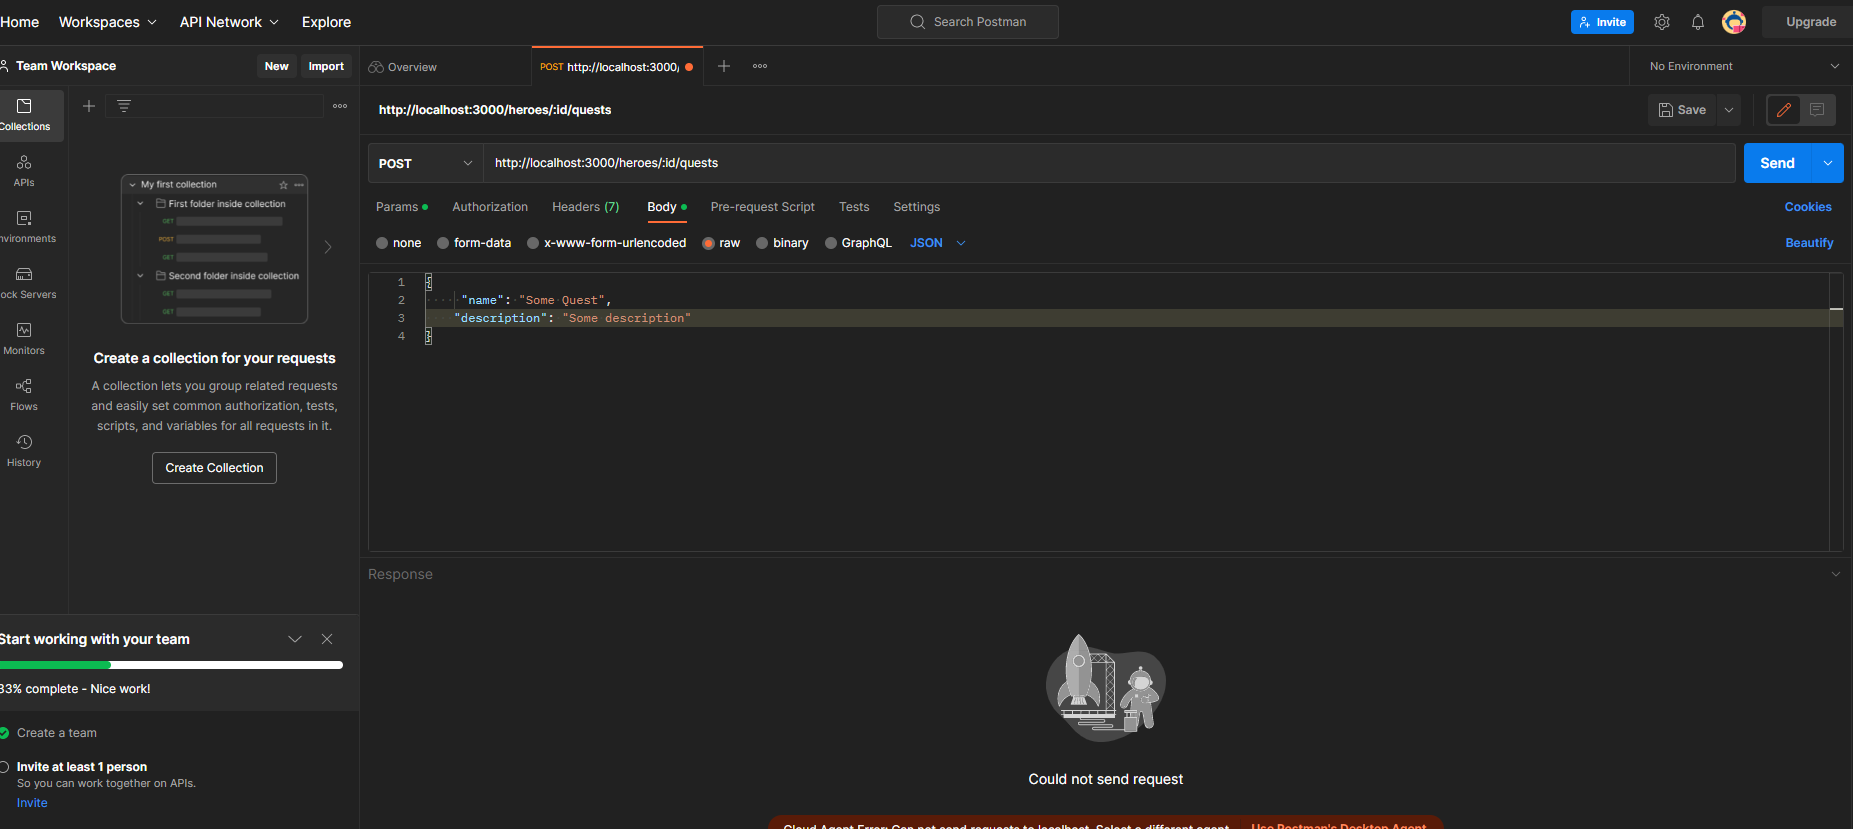 Home Workspaces API Network Explore Search Postman Invite Upgrade
Team Workspace New Import Overview POST http://localhost:3000/ No Environment
http://localhost:3000/heroes/:id/quests Save
POST http://localhost:3000/heroes/:id/quests Send
Params Authorization Headers (7) Body Pre-request Script Tests Settings Cookies
none form-data x-www-form-urlencoded raw binary GraphQL JSON Beautify
1 {
2 "name": "Some Quest",
3 "description": "Some description"
4 }
Collections
APIs
nvironments
ock Servers
Monitors
Flows
History
My first collection
First folder inside collection
GET
POST
GET
Second folder inside collection
GET
GET
Create a collection for your requests
A collection lets you group related requests
and easily set common authorization, tests,
scripts, and variables for all requests in it.
Create Collection
Start working with your team
33% complete - Nice work!
Create a team
Invite at least 1 person
So you can work together on APIs.
Invite
Response
Could not send request
Cloud Agent Error: Can not send requests to localhost. Select a different agent. Use Postman's Desktop Agent